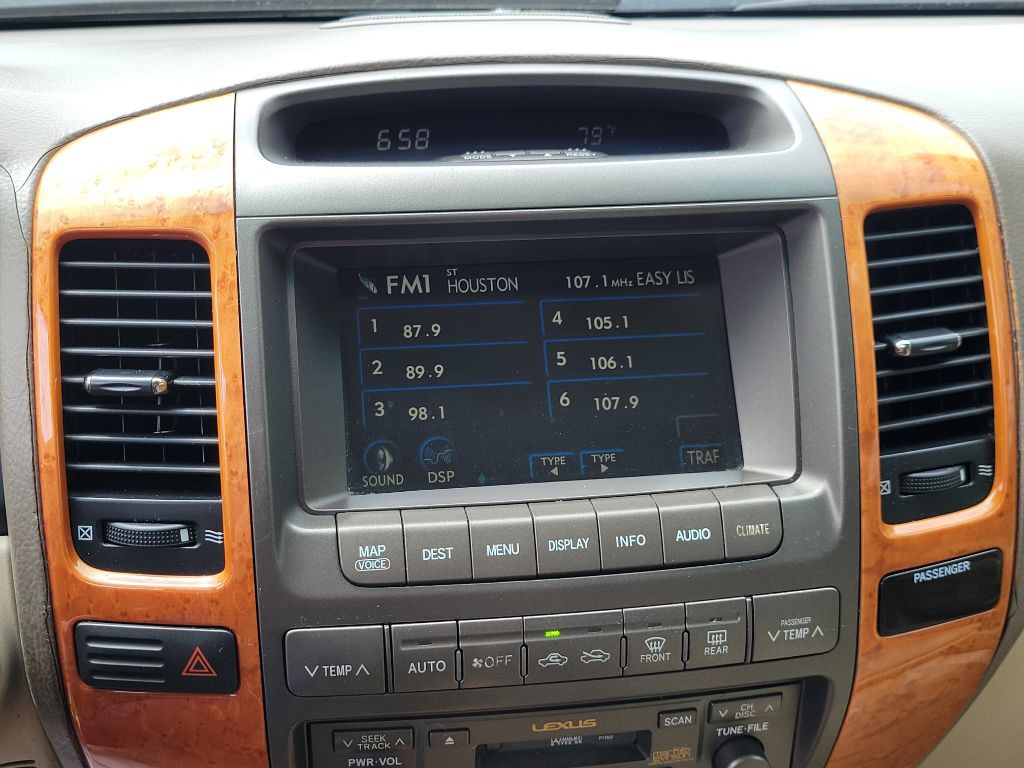 658 79°F
MODE RESET
FM1 ST HOUSTON 107.1 MHz EASY LIS
1 87.9 4 105.1
2 89.9 5 106.1
3 98.1 6 107.9
SOUND DSP TYPE TYPE TRAF
MAP VOICE DEST MENU DISPLAY INFO AUDIO CLIMATE
PASSENGER
TEMP AUTO OFF FRONT REAR PASSENGER TEMP
LEXUS
SEEK TRACK SCAN CH DISC
PWR·VOL TUNE·FILE